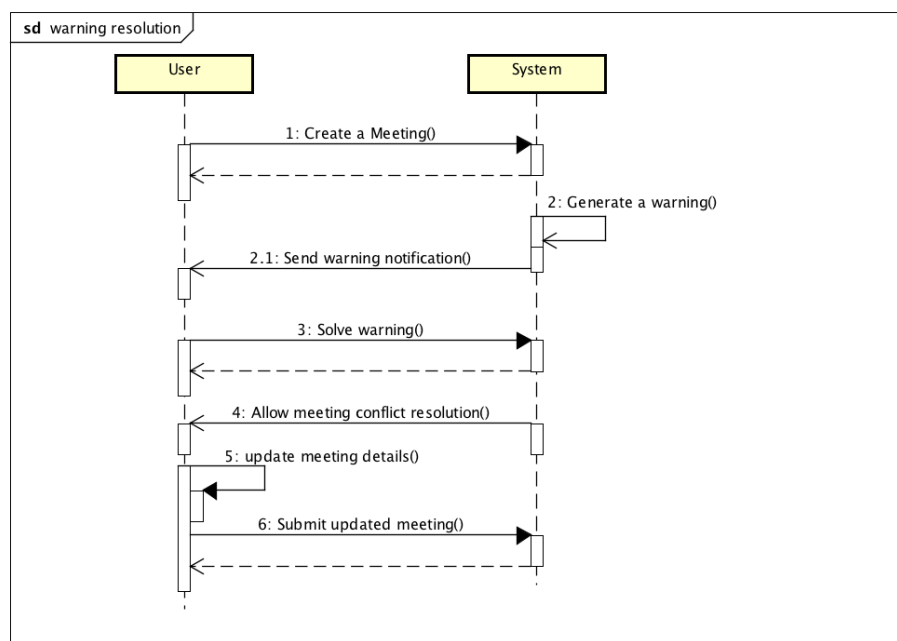 sd warning resolution
User
System
1: Create a Meeting()
2: Generate a warning()
2.1: Send warning notification()
3: Solve warning()
4: Allow meeting conflict resolution()
5: update meeting details()
6: Submit updated meeting()